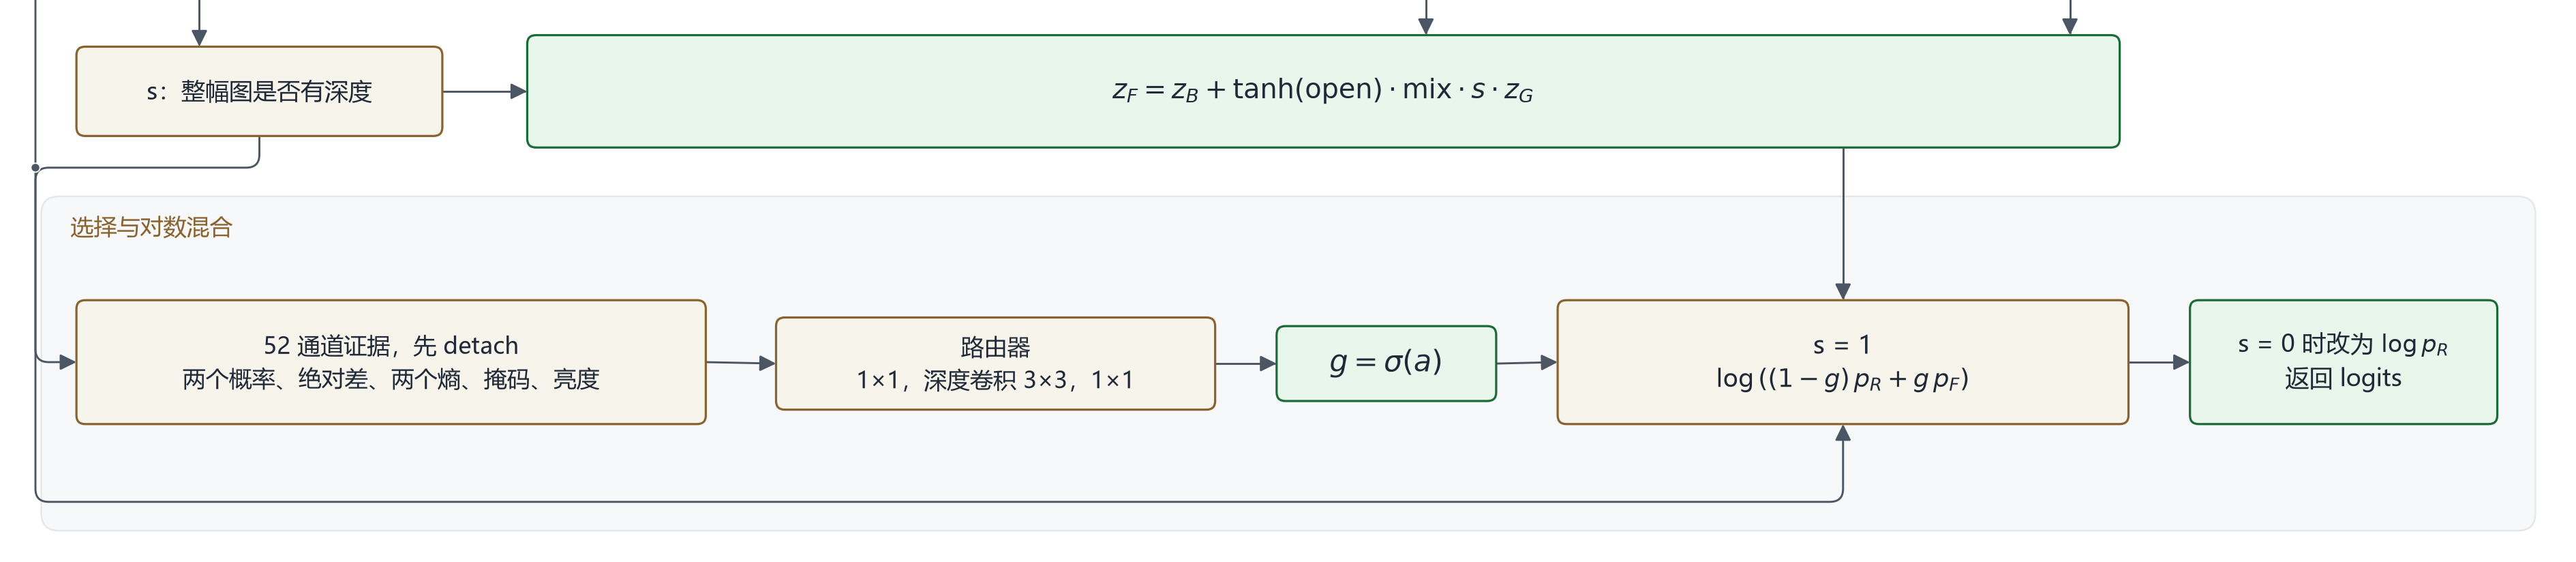 s：整幅图是否有深度
z_F = z_B + tanh(open) · mix · s · z_G
选择与对数混合
52 通道证据，先 detach
两个概率、绝对差、两个熵、掩码、亮度
路由器
1×1，深度卷积 3×3，1×1
g = σ(a)
s = 1
log ((1 − g) p_R + g p_F)
s = 0 时改为 log p_R
返回 logits